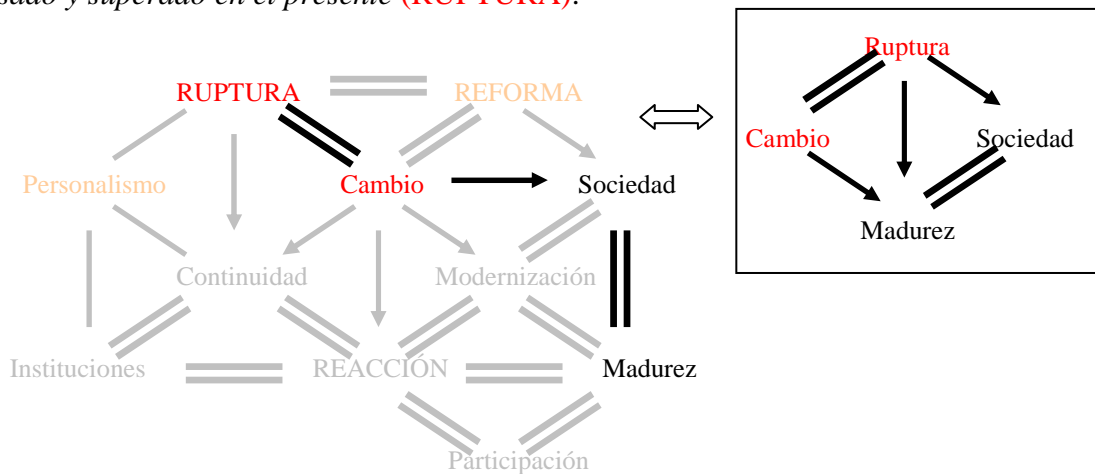 sado y superado en el presente (RUPTURA).
Ruptura
RUPTURA REFORMA
Cambio Sociedad
Personalismo Cambio Sociedad
Madurez
Continuidad Modernización
Instituciones REACCIÓN Madurez
Participación